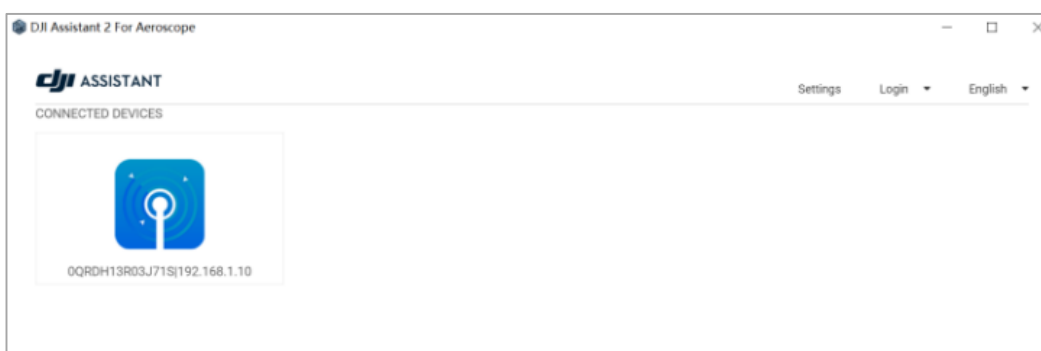 DJI Assistant 2 For Aeroscope
dji ASSISTANT
Settings Login English
CONNECTED DEVICES
0QRDH13R03J71S|192.168.1.10